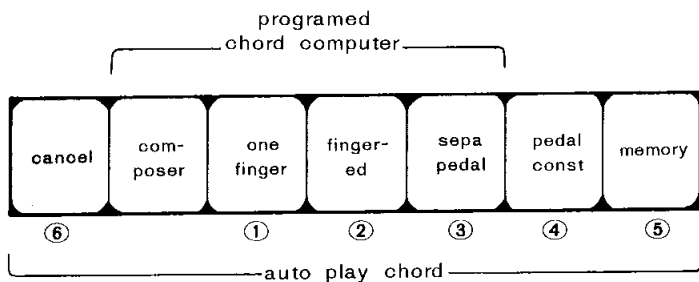 programed
chord computer
cancel
com-
poser
one
finger
finger-
ed
sepa
pedal
pedal
const
memory
⑥ ① ② ③ ④ ⑤
auto play chord